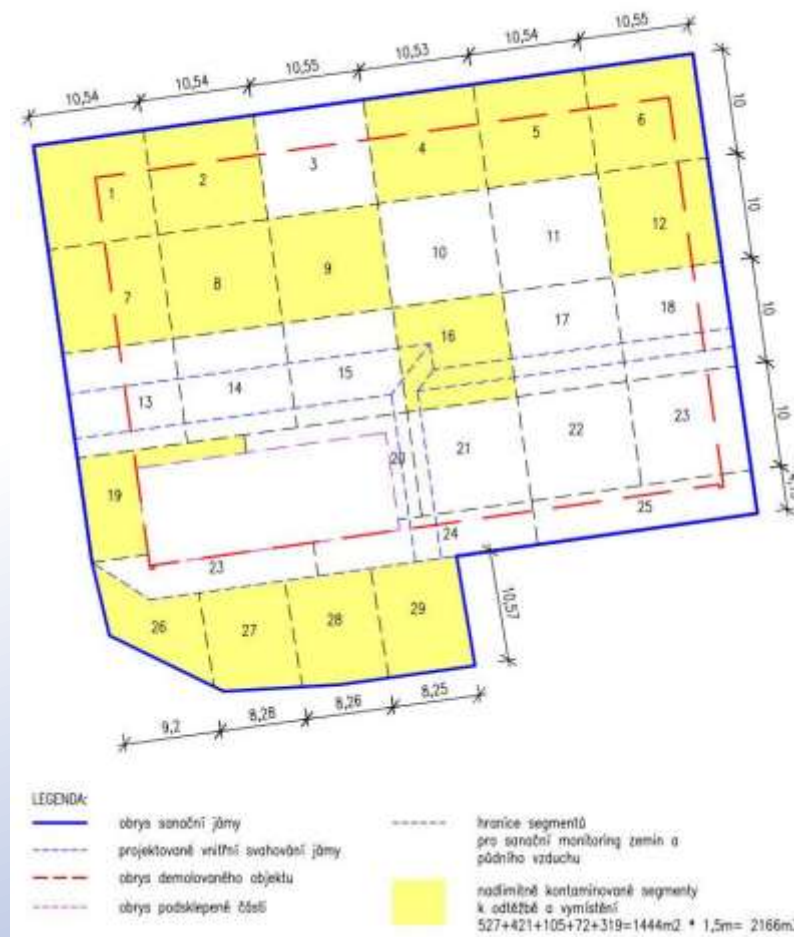 10,54 10,54 10,55 10,53 10,54 10,55
1 2 3 4 5 6
10
7 8 9 10 11 12
10
13 14 15 16 17 18
10
19 20 21 22 23
10
23 24 25
26 27 28 29
10,57
9,2 8,28 8,26 8,25
LEGENDA:
obrys sanační jámy
projektované vnitřní svahování jámy
obrys demolovaného objektu
obrys podsklepené části
hranice segmentů
pro sanační monitoring zemin a
půdního vzduchu
nadlimitně kontaminované segmenty
k odtěžbě a vymístění
527+421+105+72+319=1444m2 * 1,5m= 2166m